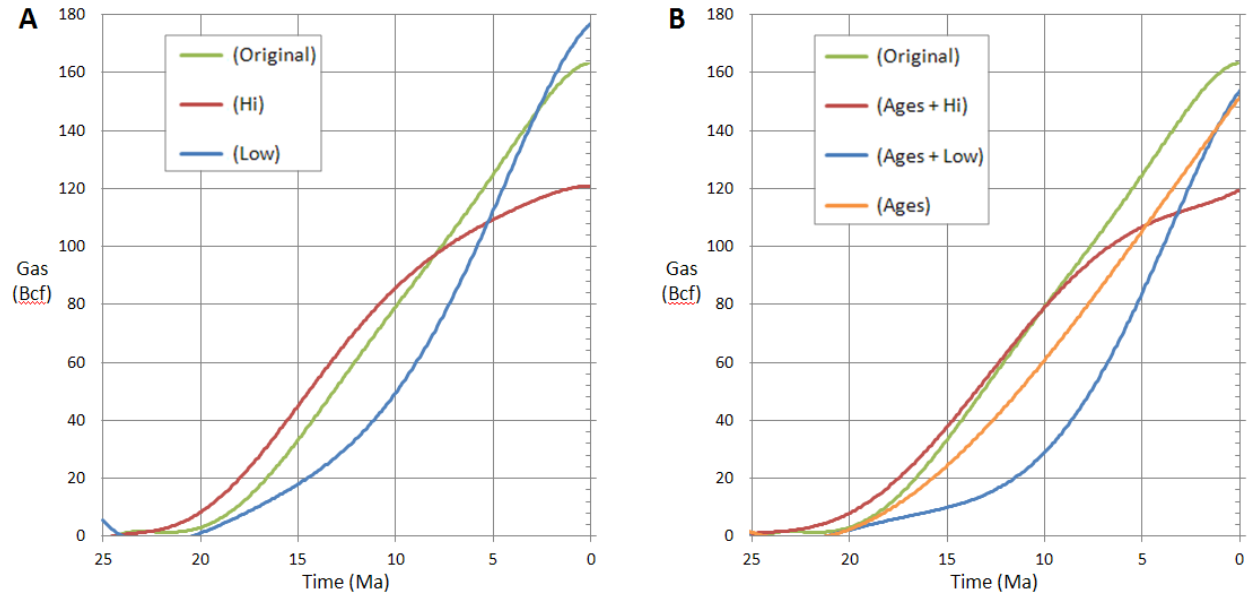 A
180
160
140
120
100
80
60
40
20
0
Gas
(Bcf)
(Original)
(Hi)
(Low)
25
20
15
10
5
0
Time (Ma)
B
180
160
140
120
100
80
60
40
20
0
Gas
(Bcf)
(Original)
(Ages + Hi)
(Ages + Low)
(Ages)
25
20
15
10
5
0
Time (Ma)